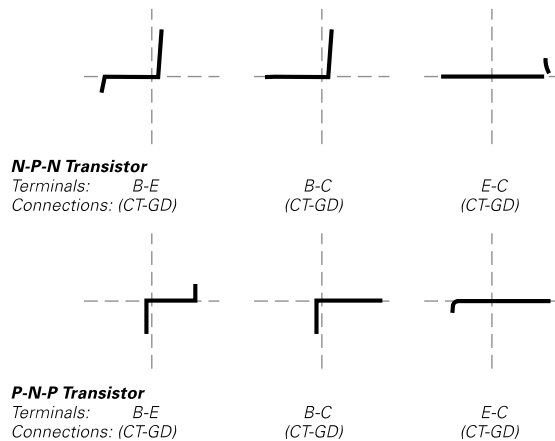 N-P-N Transistor
Terminals: B-E B-C E-C
Connections: (CT-GD) (CT-GD) (CT-GD)
P-N-P Transistor
Terminals: B-E B-C E-C
Connections: (CT-GD) (CT-GD) (CT-GD)